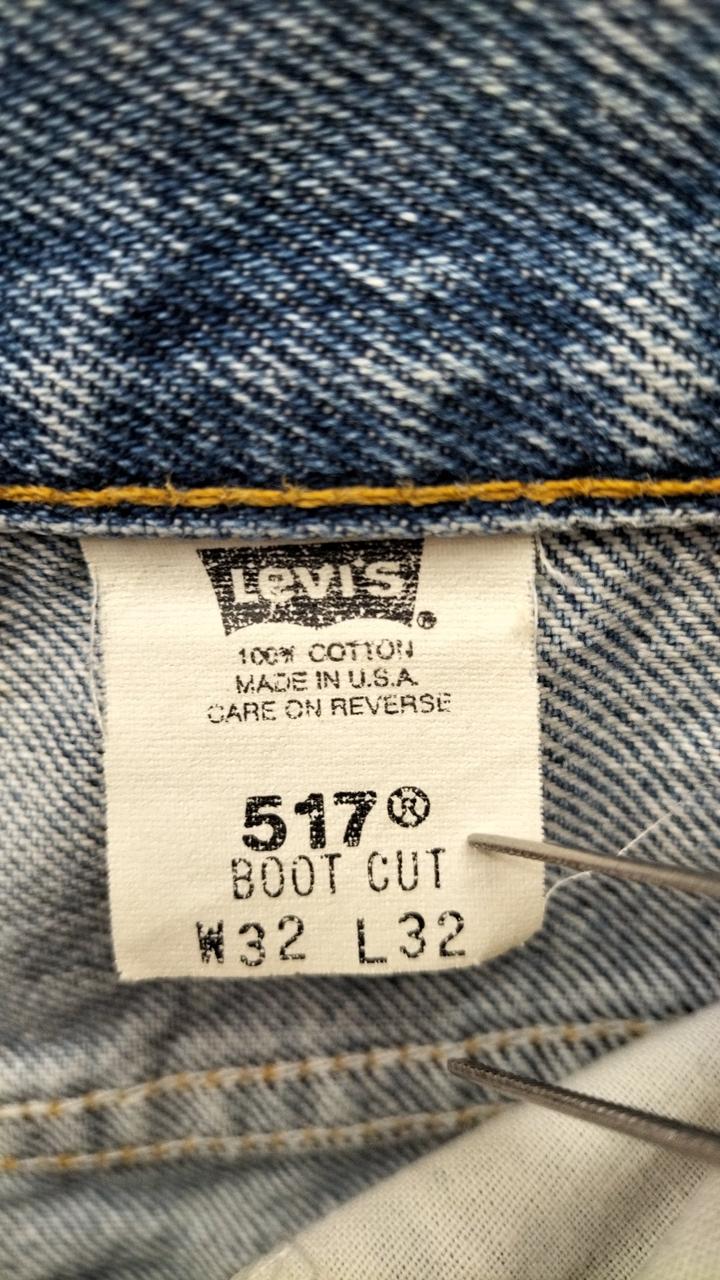 Levi's®
100% COTTON
MADE IN U.S.A.
CARE ON REVERSE
517®
BOOT CUT
W32 L32